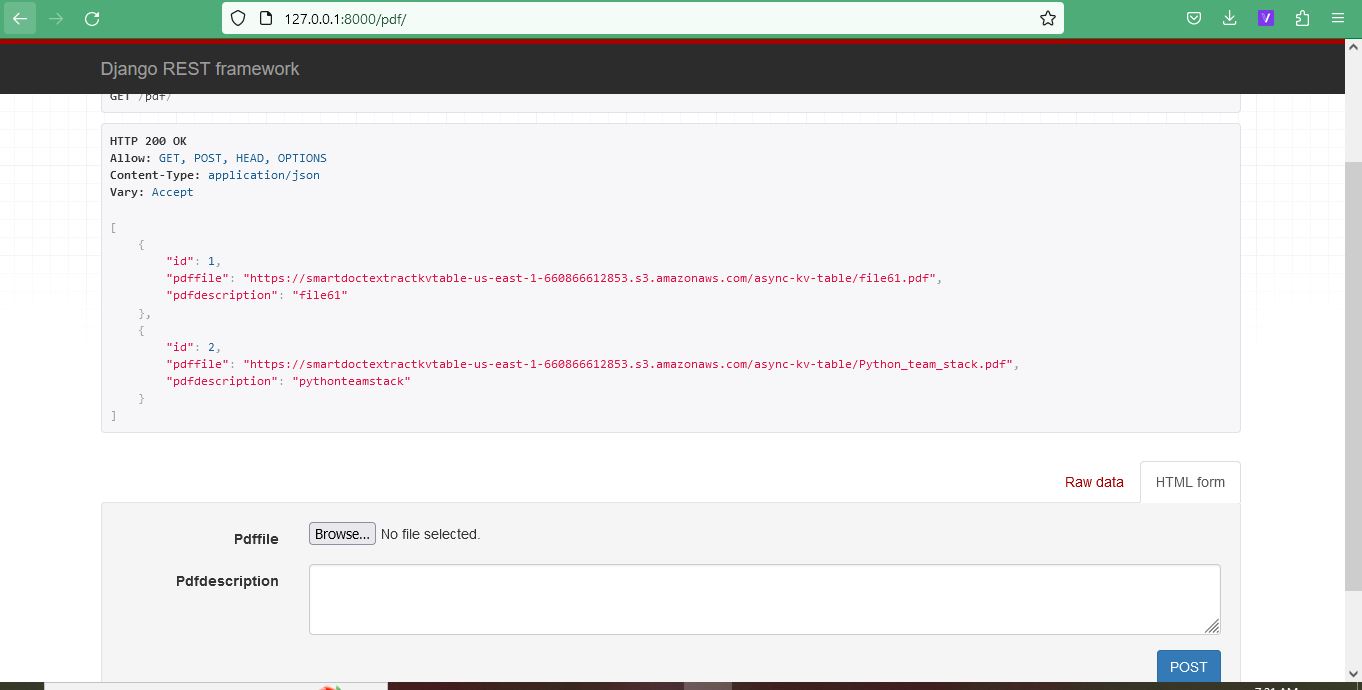 127.0.0.1:8000/pdf/
Django REST framework
GET /pdf/
HTTP 200 OK
Allow: GET, POST, HEAD, OPTIONS
Content-Type: application/json
Vary: Accept
[
{
"id": 1,
"pdffile": "https://smartdoctextractkvtable-us-east-1-660866612853.s3.amazonaws.com/async-kv-table/file61.pdf",
"pdfdescription": "file61"
},
{
"id": 2,
"pdffile": "https://smartdoctextractkvtable-us-east-1-660866612853.s3.amazonaws.com/async-kv-table/Python_team_stack.pdf",
"pdfdescription": "pythonteamstack"
}
]
Raw data HTML form
Pdffile Browse... No file selected.
Pdfdescription
POST